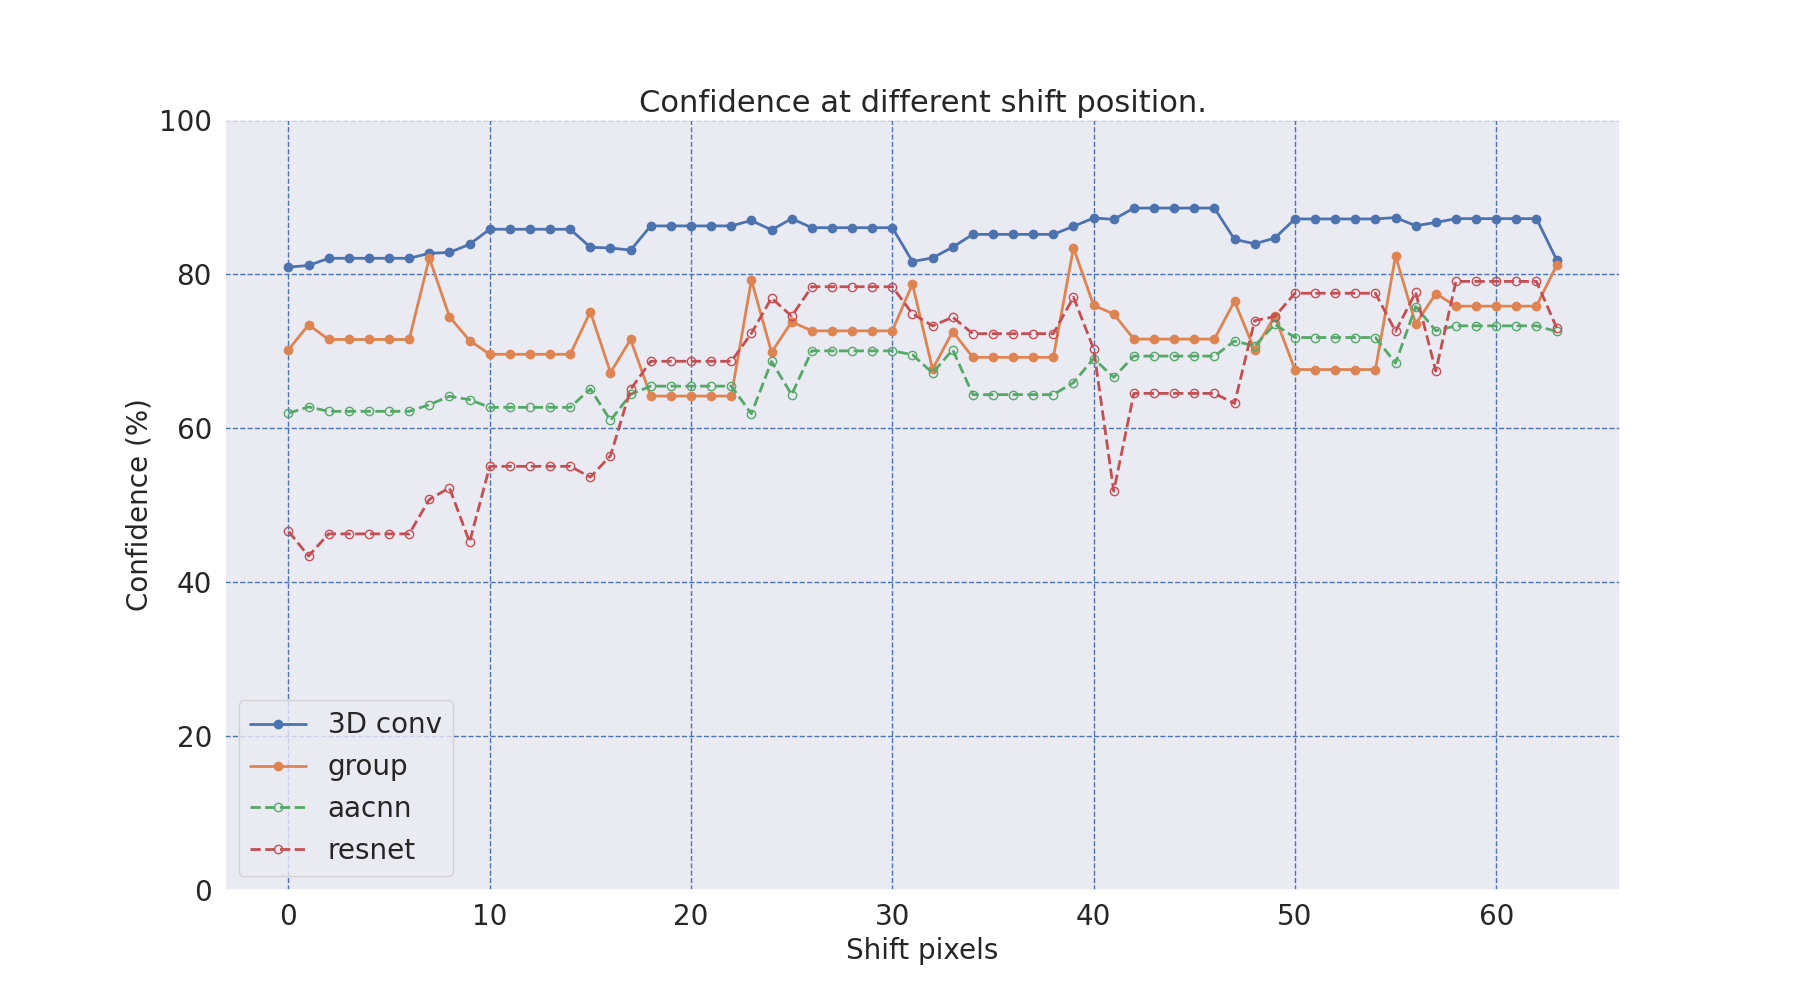 Confidence at different shift position.
100
80
60
40
20
0
Confidence (%)
3D conv
group
aacnn
resnet
0 10 20 30 40 50 60
Shift pixels